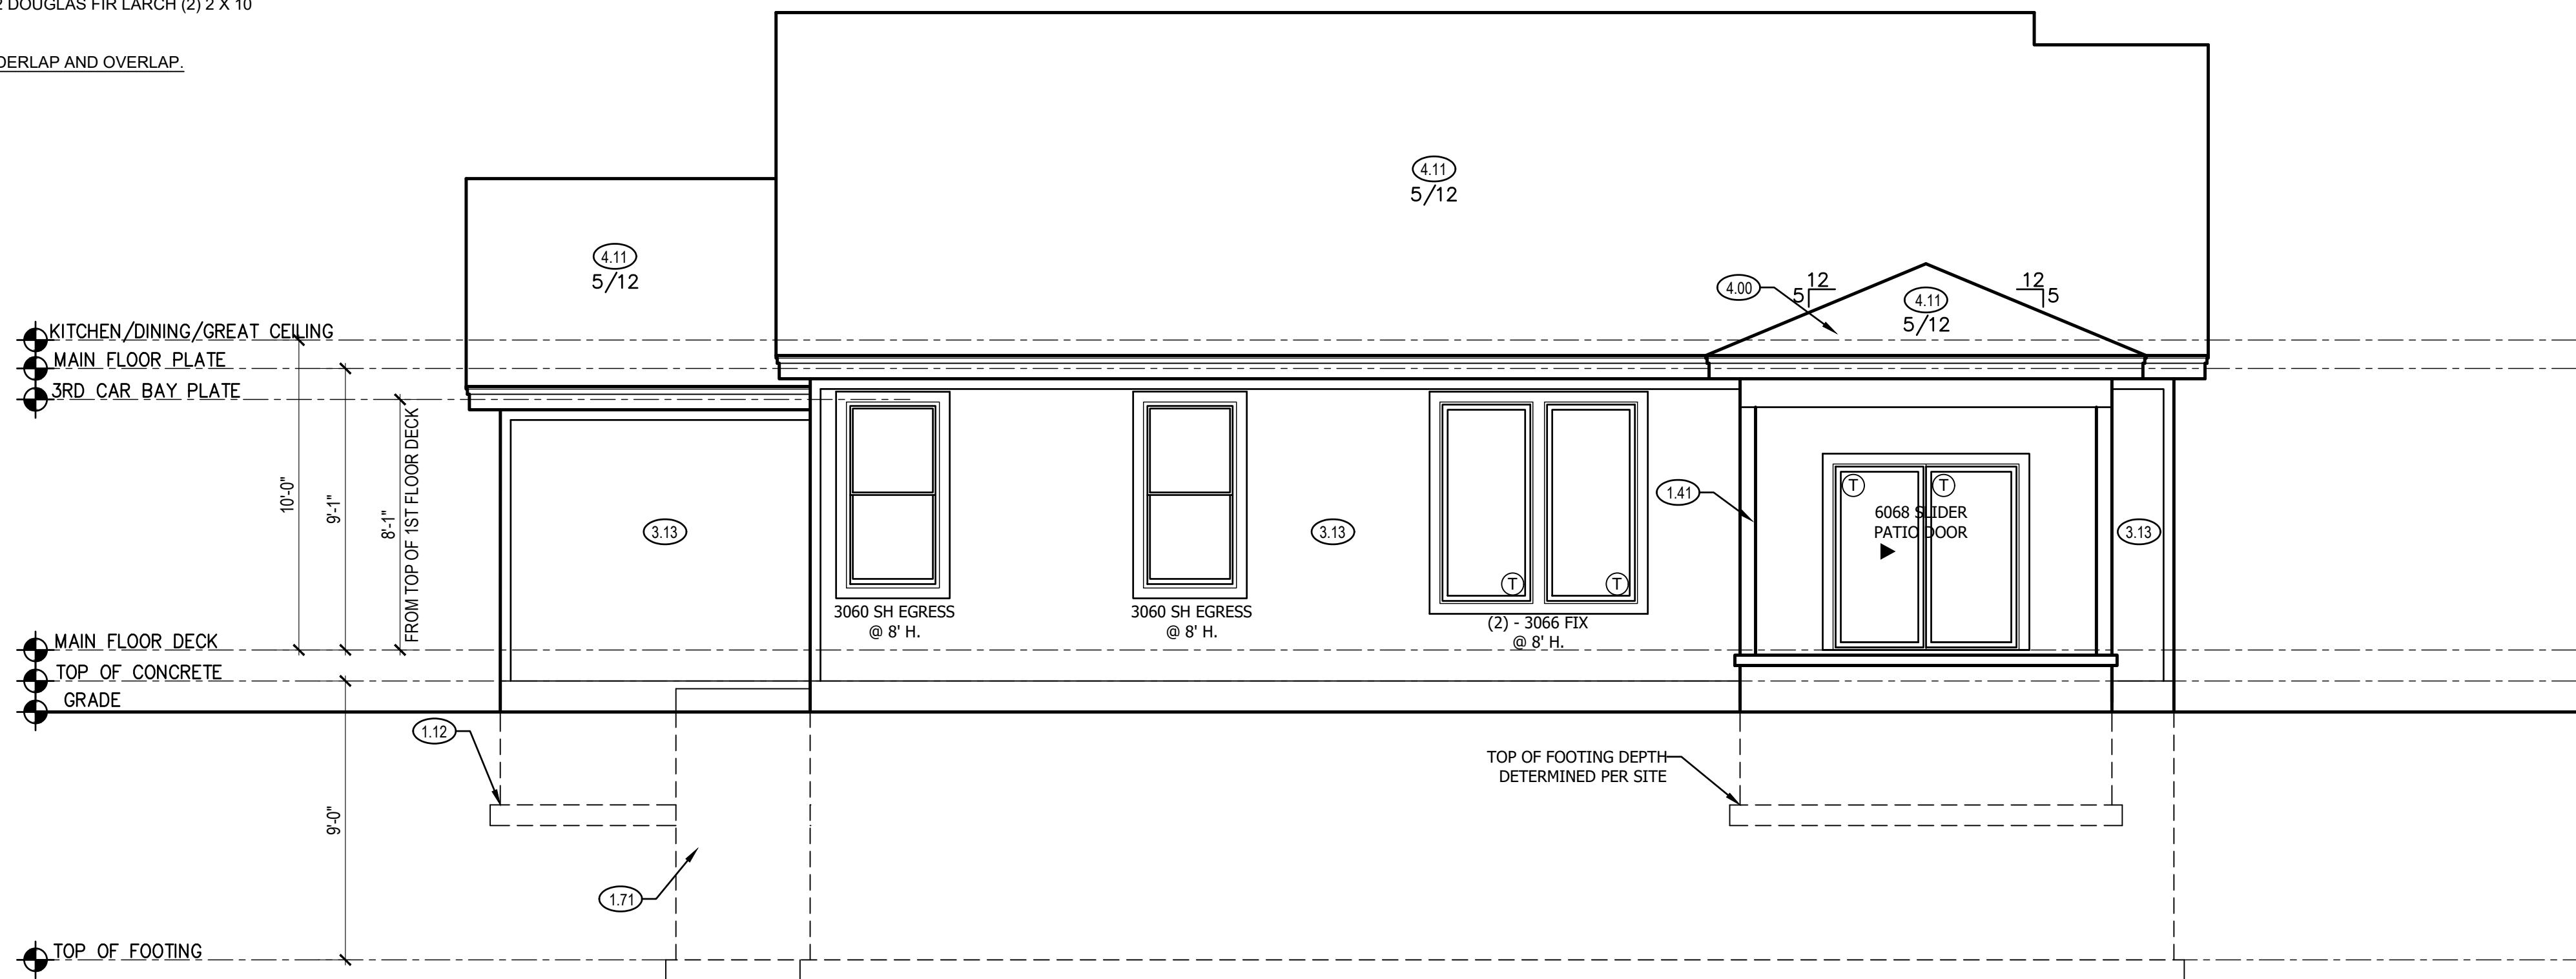 2 DOUGLAS FIR LARCH (2) 2 X 10
DERLAP AND OVERLAP.
4.11
5/12
4.11
5/12
4.00
12
5
12
5
4.11
5/12
KITCHEN/DINING/GREAT CEILING
MAIN FLOOR PLATE
3RD CAR BAY PLATE
10'-0"
9'-1"
8'-1"
FROM TOP OF 1ST FLOOR DECK
3.13
3.13
1.41
T
T
6068 SLIDER
PATIO DOOR
3.13
T
T
3060 SH EGRESS
@ 8' H.
3060 SH EGRESS
@ 8' H.
(2) - 3066 FIX
@ 8' H.
MAIN FLOOR DECK
TOP OF CONCRETE
GRADE
1.12
TOP OF FOOTING DEPTH
DETERMINED PER SITE
9'-0"
1.71
TOP OF FOOTING